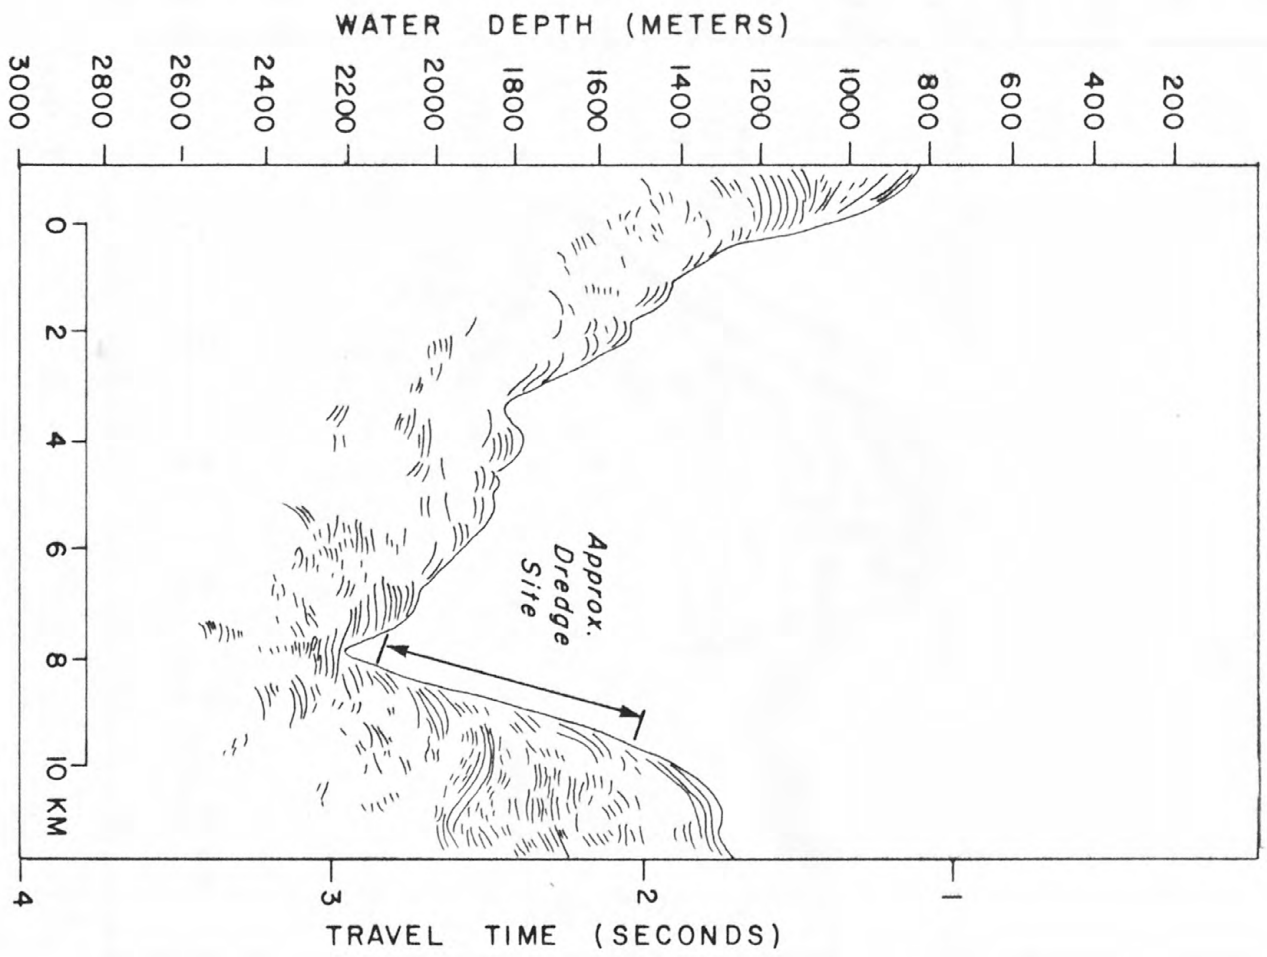 WATER DEPTH (METERS)
3000 2800 2600 2400 2200 2000 1800 1600 1400 1200 1000 800 600 400 200
0
2
4
6
8
10 KM
Approx.
Dredge
Site
4 3 2 1
TRAVEL TIME (SECONDS)